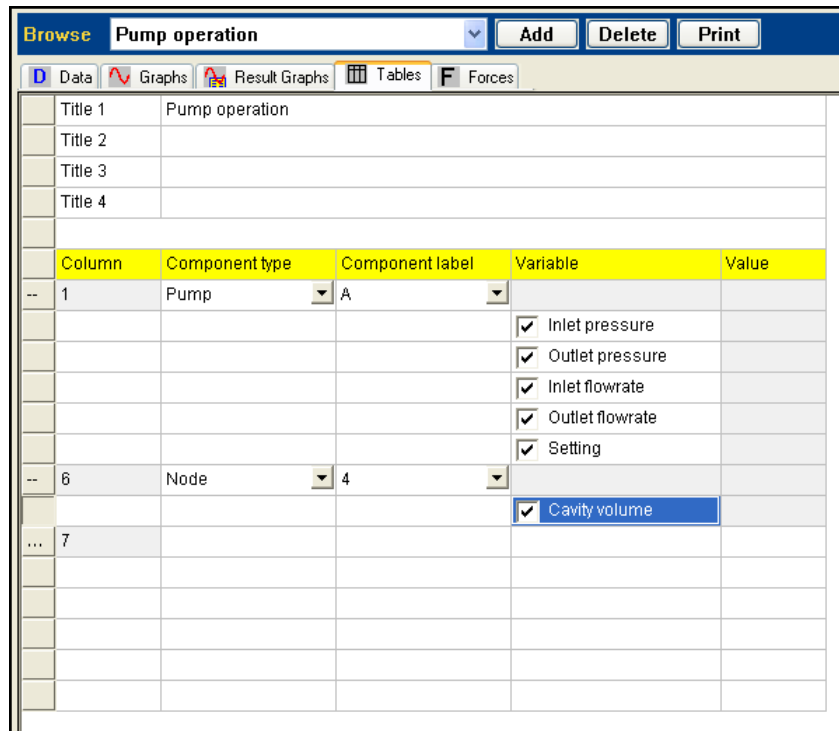 Browse Pump operation Add Delete Print
D Data Graphs Result Graphs Tables F Forces
Title 1 Pump operation
Title 2
Title 3
Title 4
Column Component type Component label Variable Value
-- 1 Pump A
Inlet pressure
Outlet pressure
Inlet flowrate
Outlet flowrate
Setting
-- 6 Node 4
Cavity volume
... 7